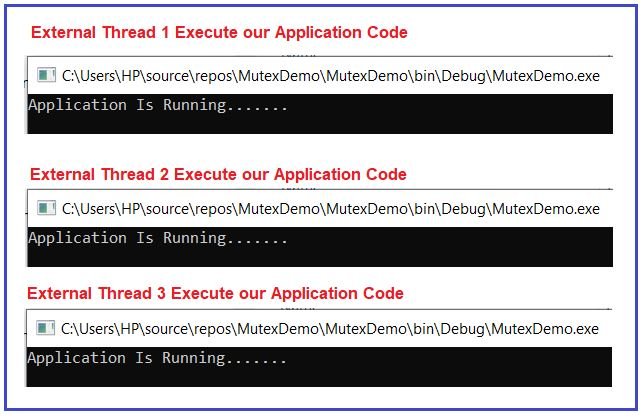 External Thread 1 Execute our Application Code
C:\Users\HP\source\repos\MutexDemo\MutexDemo\bin\Debug\MutexDemo.exe
Application Is Running.......
External Thread 2 Execute our Application Code
C:\Users\HP\source\repos\MutexDemo\MutexDemo\bin\Debug\MutexDemo.exe
Application Is Running.......
External Thread 3 Execute our Application Code
C:\Users\HP\source\repos\MutexDemo\MutexDemo\bin\Debug\MutexDemo.exe
Application Is Running.......